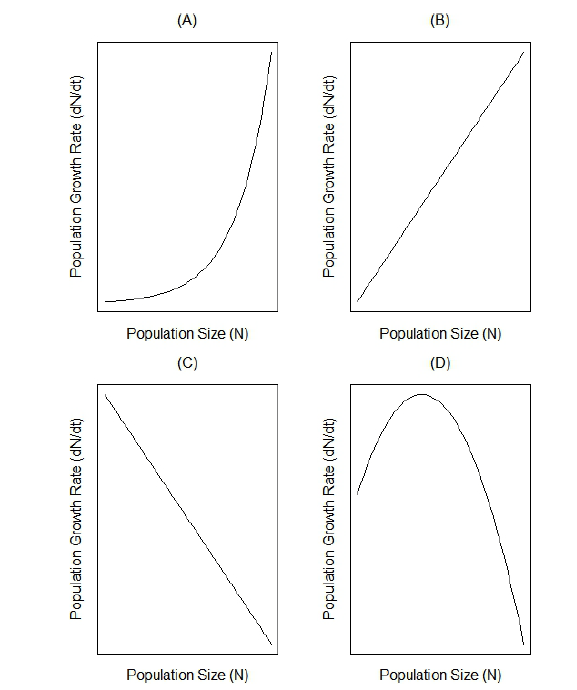 (A)
Population Growth Rate (dN/dt)
Population Size (N)
(B)
Population Growth Rate (dN/dt)
Population Size (N)
(C)
Population Growth Rate (dN/dt)
Population Size (N)
(D)
Population Growth Rate (dN/dt)
Population Size (N)